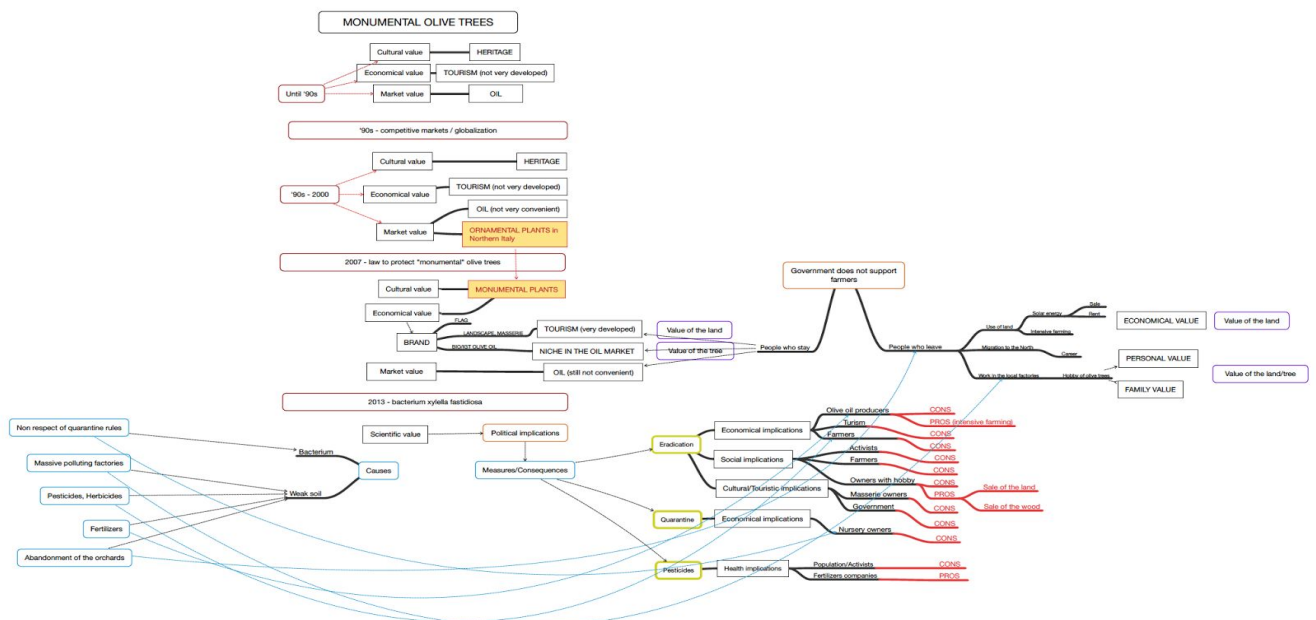 MONUMENTAL OLIVE TREES
Cultural value
HERITAGE
Economical value
TOURISM (not very developed)
Until '90s
Market value
OIL
'90s - competitive markets / globalization
Cultural value
HERITAGE
'90s - 2000
Economical value
TOURISM (not very developed)
OIL (not very convenient)
Market value
ORNAMENTAL PLANTS in
Northern Italy
2007 - law to protect "monumental" olive trees
Cultural value
MONUMENTAL PLANTS
Economical value
FLAG
BRAND
LANDSCAPE, MASSERIE
TOURISM (very developed)
Value of the land
BIO/IGT OLIVE OIL
NICHE IN THE OIL MARKET
Value of the tree
Market value
OIL (still not convenient)
Government does not support
farmers
People who stay
People who leave
Use of land
Solar energy
Sale
Rent
Intensive farming
ECONOMICAL VALUE
Value of the land
Migration to the North
Career
Work in the local factories
Hobby of olive trees
PERSONAL VALUE
FAMILY VALUE
Value of the land/tree
2013 - bacterium xylella fastidiosa
Non respect of quarantine rules
Massive polluting factories
Pesticides, Herbicides
Fertilizers
Abandonment of the orchards
Bacterium
Weak soil
Causes
Scientific value
Political implications
Measures/Consequences
Eradication
Economical implications
Olive oil producers
CONS
PROS (intensive farming)
Turism
CONS
Farmers
CONS
Social implications
Activists
CONS
Farmers
CONS
Owners with hobby
CONS
PROS
Sale of the land
Sale of the wood
Cultural/Touristic implications
Masserie owners
CONS
Government
CONS
Quarantine
Economical implications
Nursery owners
CONS
Pesticides
Health implications
Population/Activists
CONS
Fertilizers companies
PROS